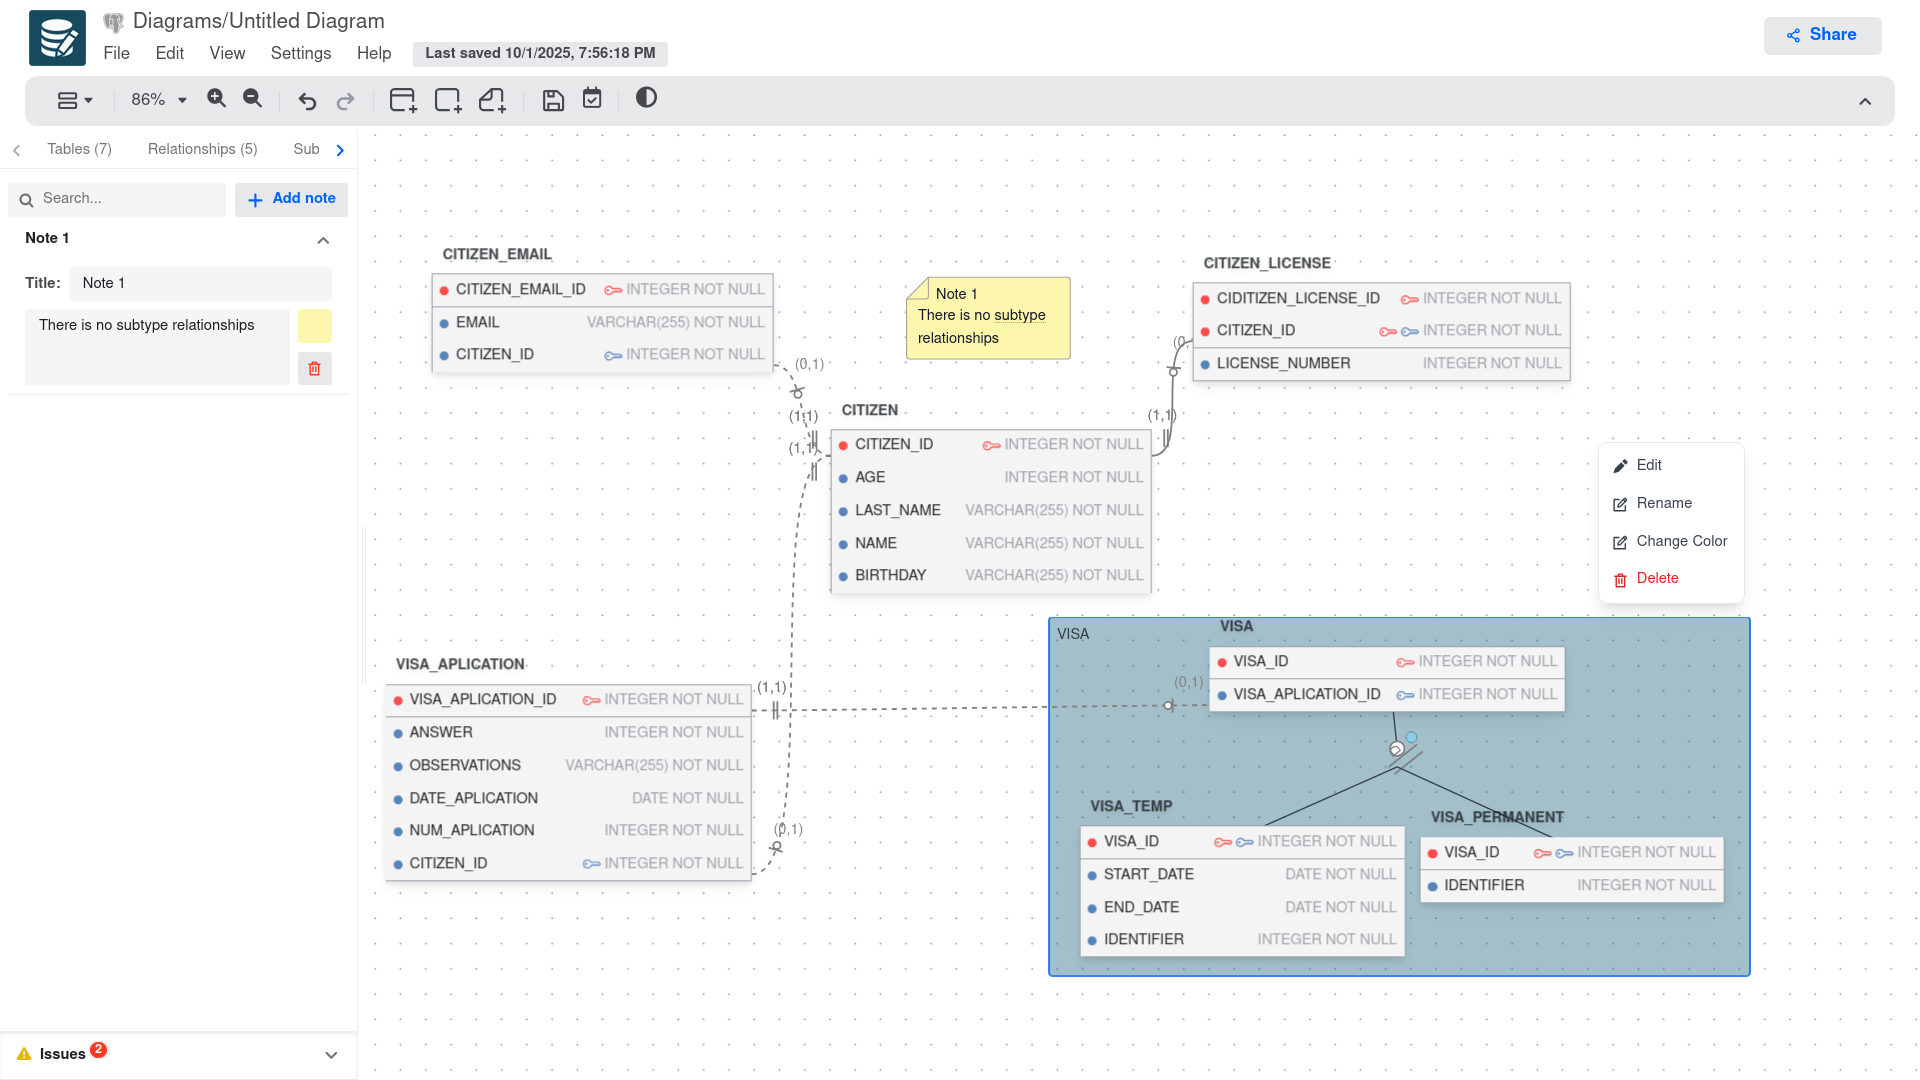 Diagrams/Untitled Diagram
File Edit View Settings Help Last saved 10/1/2025, 7:56:18 PM
Share
86%
Tables (7) Relationships (5) Sub
Search... Add note
Note 1
Title: Note 1
There is no subtype relationships
Issues 2
CITIZEN_EMAIL
CITIZEN_EMAIL_ID INTEGER NOT NULL
EMAIL VARCHAR(255) NOT NULL
CITIZEN_ID INTEGER NOT NULL
(0,1)
(1,1)
(1,1)
Note 1
There is no subtype
relationships
CITIZEN_LICENSE
CIDITIZEN_LICENSE_ID INTEGER NOT NULL
CITIZEN_ID INTEGER NOT NULL
LICENSE_NUMBER INTEGER NOT NULL
(0,
(1,1)
CITIZEN
CITIZEN_ID INTEGER NOT NULL
AGE INTEGER NOT NULL
LAST_NAME VARCHAR(255) NOT NULL
NAME VARCHAR(255) NOT NULL
BIRTHDAY VARCHAR(255) NOT NULL
Edit
Rename
Change Color
Delete
VISA_APLICATION
VISA_APLICATION_ID INTEGER NOT NULL
ANSWER INTEGER NOT NULL
OBSERVATIONS VARCHAR(255) NOT NULL
DATE_APLICATION DATE NOT NULL
NUM_APLICATION INTEGER NOT NULL
CITIZEN_ID INTEGER NOT NULL
(1,1)
(0,1)
(0,1)
VISA
VISA
VISA_ID INTEGER NOT NULL
VISA_APLICATION_ID INTEGER NOT NULL
VISA_TEMP
VISA_ID INTEGER NOT NULL
START_DATE DATE NOT NULL
END_DATE DATE NOT NULL
IDENTIFIER INTEGER NOT NULL
VISA_PERMANENT
VISA_ID INTEGER NOT NULL
IDENTIFIER INTEGER NOT NULL